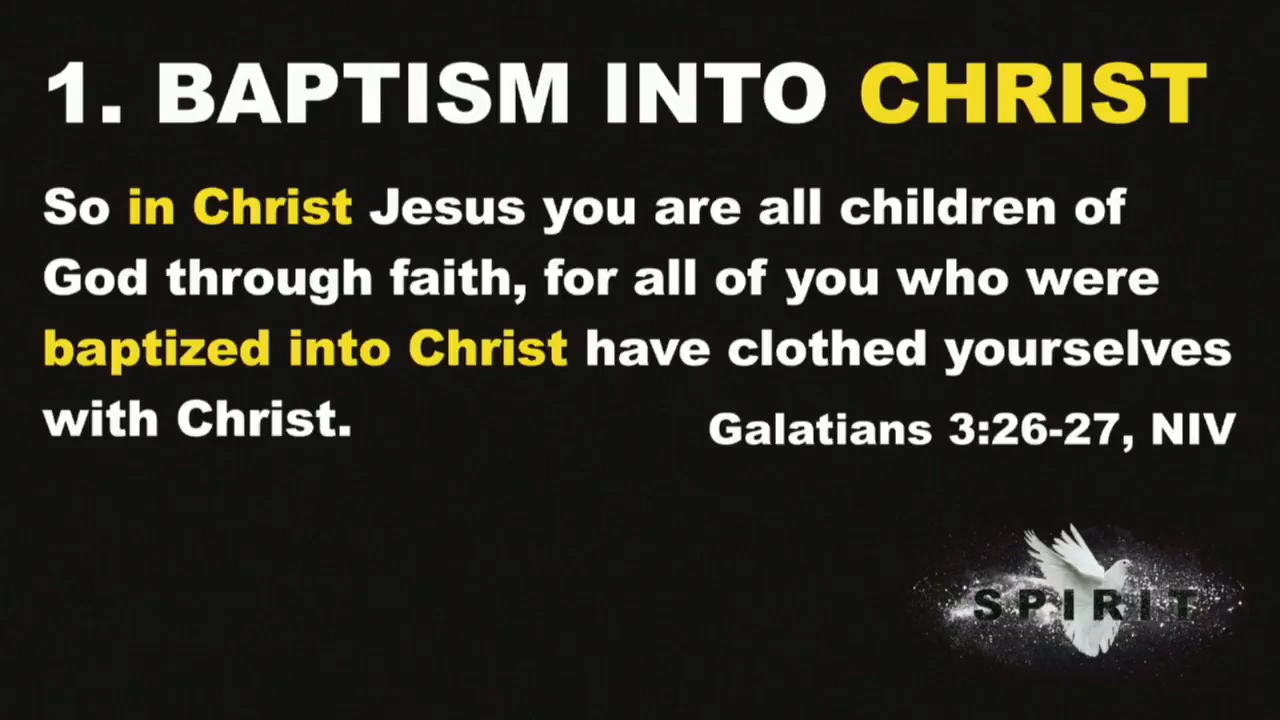 1. BAPTISM INTO CHRIST
So in Christ Jesus you are all children of
God through faith, for all of you who were
baptized into Christ have clothed yourselves
with Christ.
Galatians 3:26-27, NIV
SPIRIT